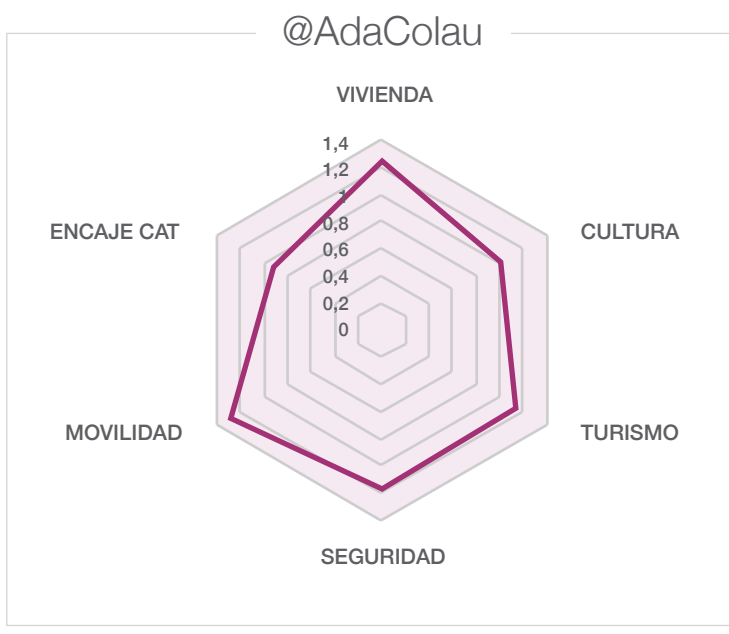 @AdaColau
VIVIENDA
1,4
1,2
1
0,8
0,6
0,4
0,2
0
ENCAJE CAT
CULTURA
MOVILIDAD
TURISMO
SEGURIDAD